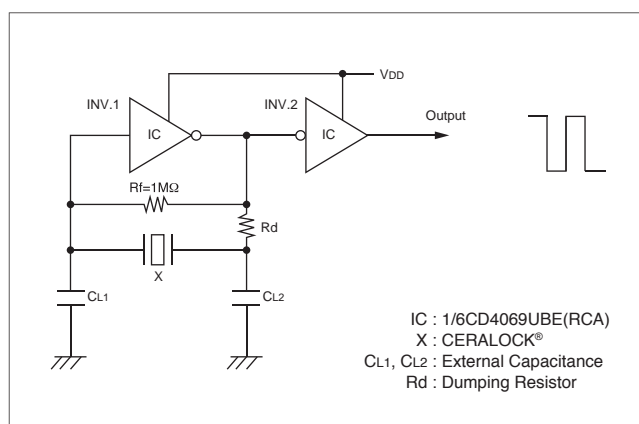 VDD
INV.1
INV.2
IC
IC
Output
Rf=1MΩ
Rd
X
CL1
CL2
IC : 1/6CD4069UBE(RCA)
X : CERALOCK®
CL1, CL2 : External Capacitance
Rd : Dumping Resistor